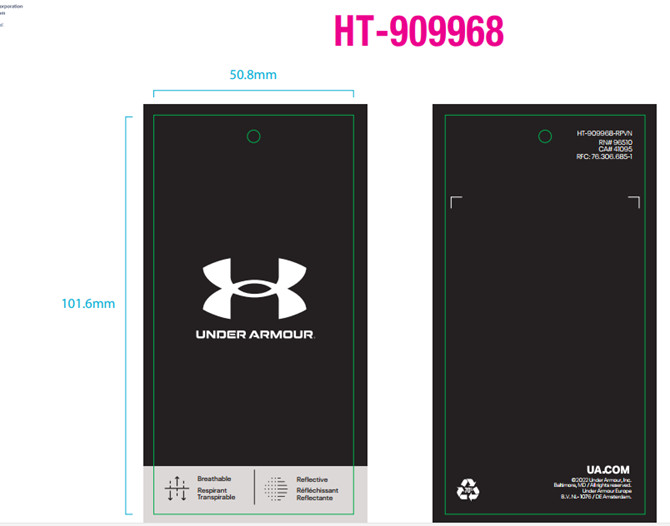 orporation
HT-909968
50.8mm
101.6mm
UNDER ARMOUR.
Breathable
Respirant
Transpirable
Reflective
Réfléchissant
Reflectante
HT-909968-RPVN
RN# 96510
CA# 41095
RFC: 76.306.685-1
UA.COM
©2022 Under Armour, Inc.
Baltimore, MD / All rights reserved.
Under Armour Europe
B.V. NL- 1076 / DE Amsterdam.